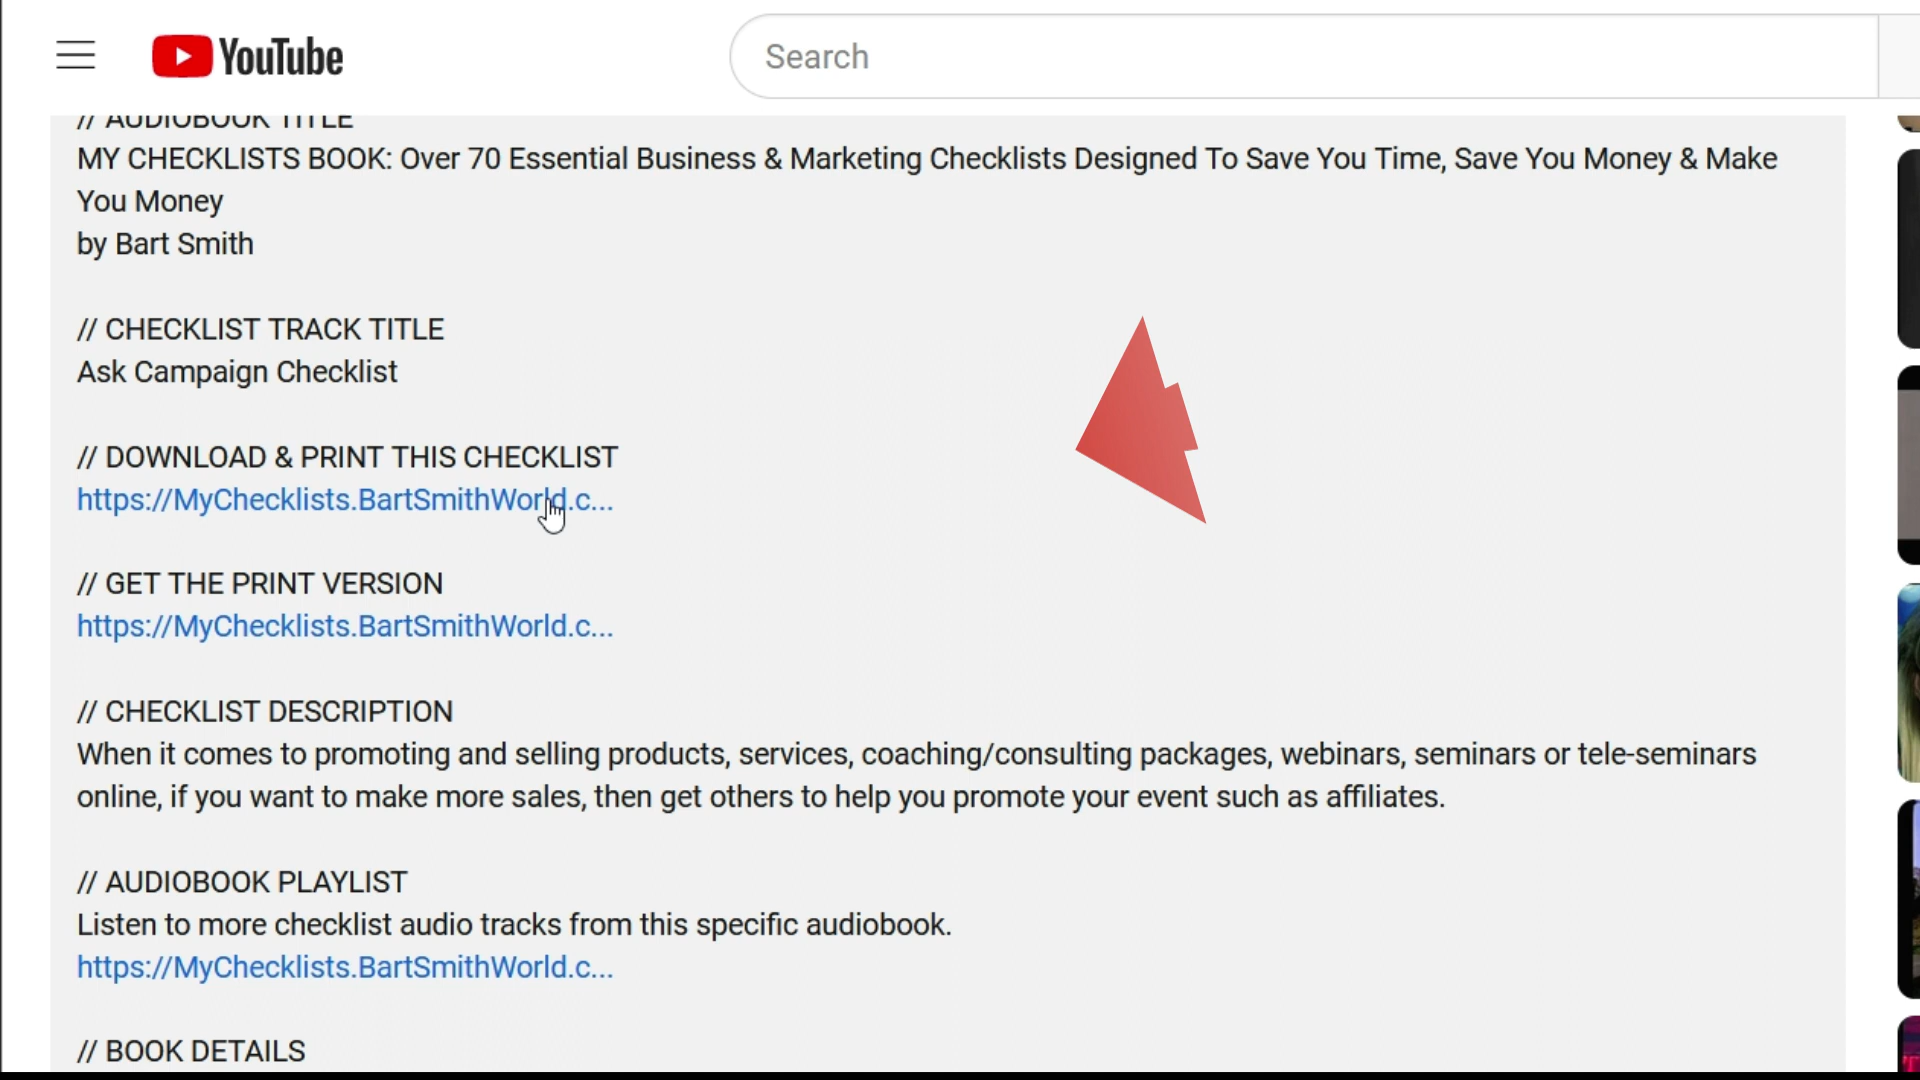 YouTube
Search
// AUDIOBOOK TITLE
MY CHECKLISTS BOOK: Over 70 Essential Business & Marketing Checklists Designed To Save You Time, Save You Money & Make
You Money
by Bart Smith
// CHECKLIST TRACK TITLE
Ask Campaign Checklist
// DOWNLOAD & PRINT THIS CHECKLIST
https://MyChecklists.BartSmithWorld.c...
// GET THE PRINT VERSION
https://MyChecklists.BartSmithWorld.c...
// CHECKLIST DESCRIPTION
When it comes to promoting and selling products, services, coaching/consulting packages, webinars, seminars or tele-seminars
online, if you want to make more sales, then get others to help you promote your event such as affiliates.
// AUDIOBOOK PLAYLIST
Listen to more checklist audio tracks from this specific audiobook.
https://MyChecklists.BartSmithWorld.c...
// BOOK DETAILS